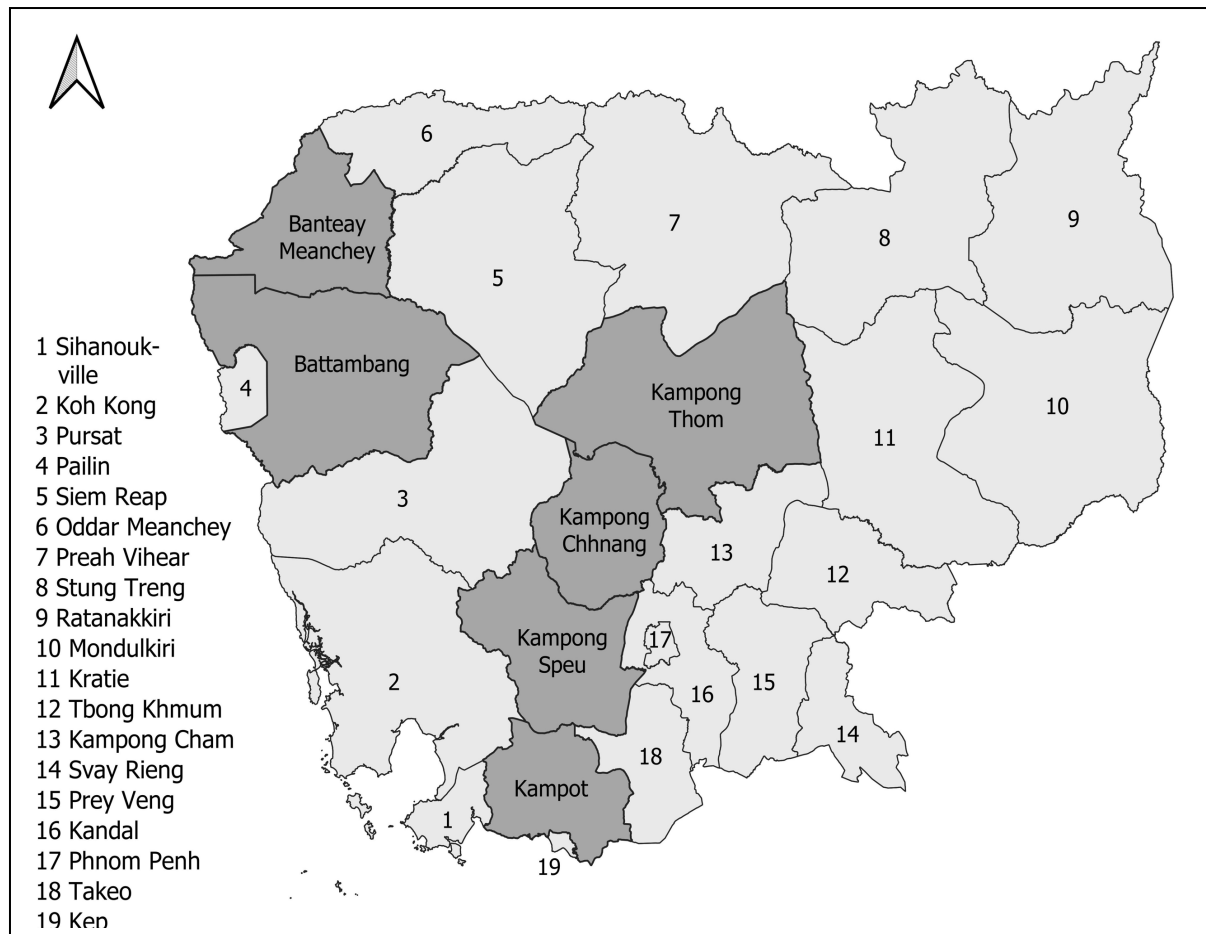 6
Banteay
Meanchey
9
7
8
5
1 Sihanouk-
ville
2 Koh Kong
3 Pursat
4 Pailin
5 Siem Reap
6 Oddar Meanchey
7 Preah Vihear
8 Stung Treng
9 Ratanakkiri
10 Mondulkiri
11 Kratie
12 Tbong Khmum
13 Kampong Cham
14 Svay Rieng
15 Prey Veng
16 Kandal
17 Phnom Penh
18 Takeo
19 Kep
Battambang
4
Kampong
Thom
10
11
3
Kampong
Chhnang
13
12
Kampong
Speu
17
2
16
15
14
18
Kampot
1
19